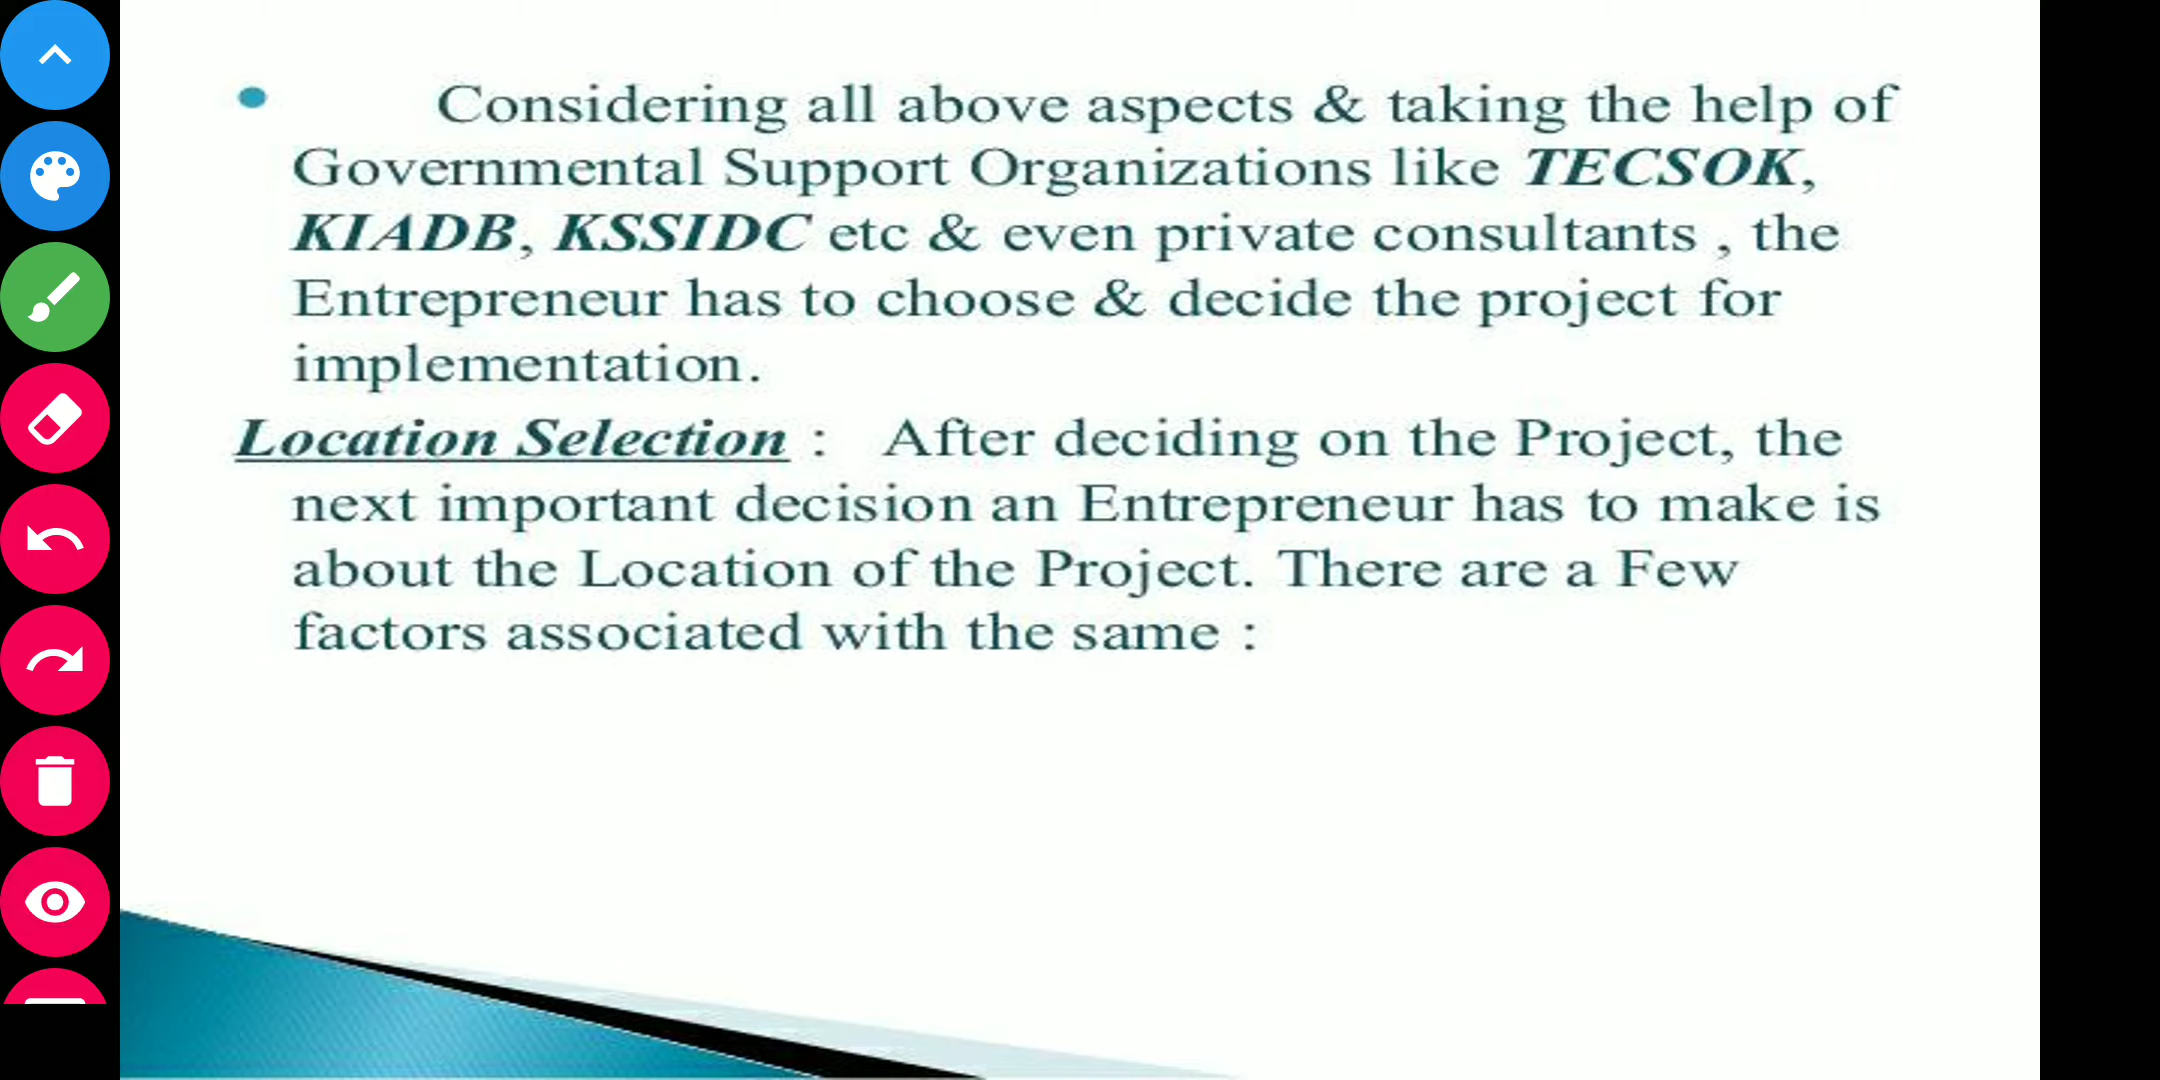 Considering all above aspects & taking the help of
Governmental Support Organizations like TECSOK,
KIADB, KSSIDC etc & even private consultants , the
Entrepreneur has to choose & decide the project for
implementation.
Location Selection : After deciding on the Project, the
next important decision an Entrepreneur has to make is
about the Location of the Project. There are a Few
factors associated with the same :